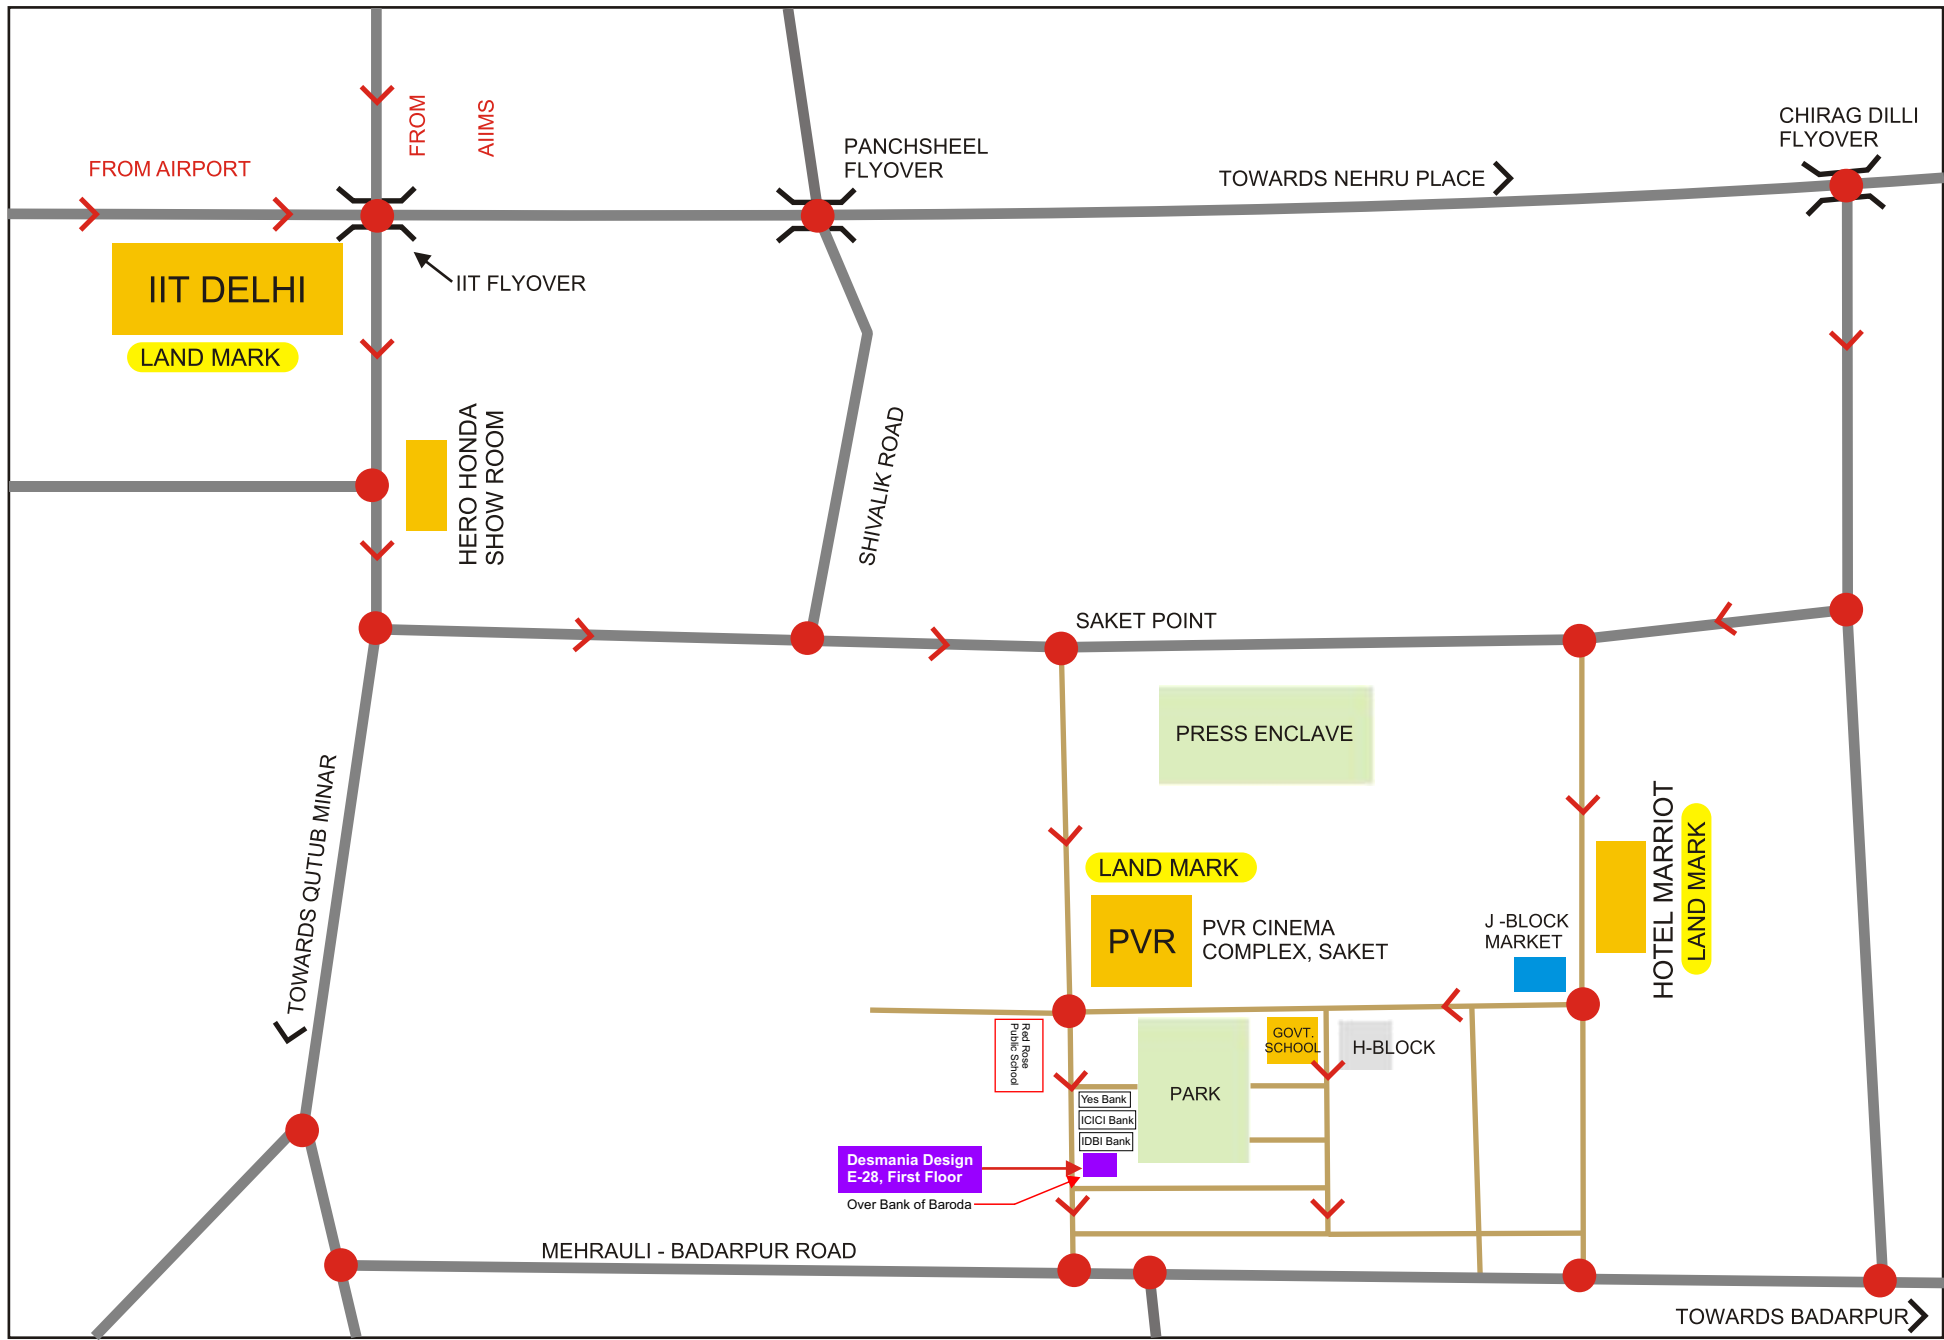 FROM
AIIMS
FROM AIRPORT
PANCHSHEEL
FLYOVER
TOWARDS NEHRU PLACE
CHIRAG DILLI
FLYOVER
IIT DELHI
LAND MARK
IIT FLYOVER
HERO HONDA
SHOW ROOM
SHIVALIK ROAD
SAKET POINT
PRESS ENCLAVE
TOWARDS QUTUB MINAR
LAND MARK
PVR
PVR CINEMA
COMPLEX, SAKET
J -BLOCK
MARKET
HOTEL MARRIOT
LAND MARK
Red Rose
Public School
GOVT.
SCHOOL
H-BLOCK
PARK
Yes Bank
ICICI Bank
IDBI Bank
Desmania Design
E-28, First Floor
Over Bank of Baroda
MEHRAULI - BADARPUR ROAD
TOWARDS BADARPUR